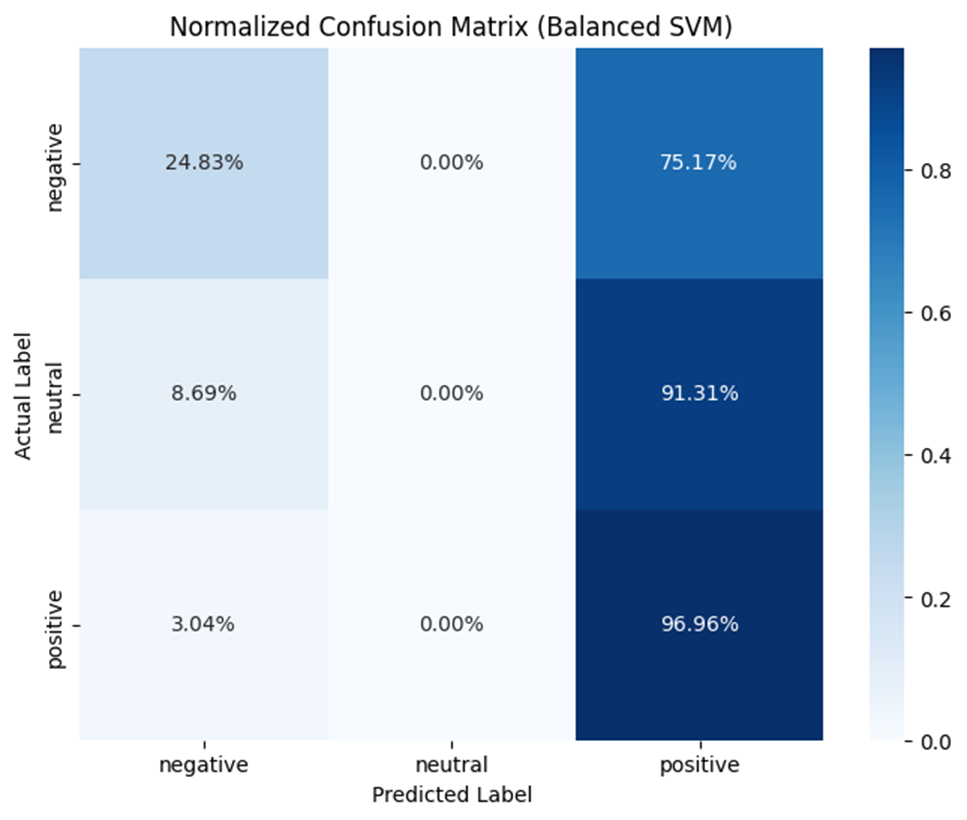 Normalized Confusion Matrix (Balanced SVM)
Actual Label
negative
24.83%
0.00%
75.17%
neutral
8.69%
0.00%
91.31%
positive
3.04%
0.00%
96.96%
negative
neutral
positive
Predicted Label
0.8
0.6
0.4
0.2
0.0